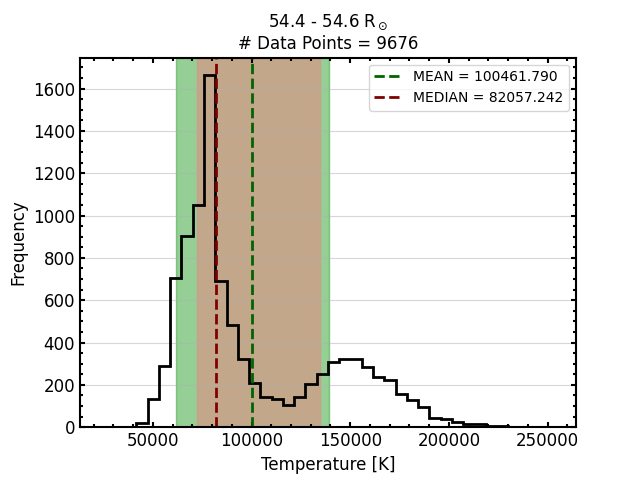 54.4 - 54.6 R⊙
# Data Points = 9676
MEAN = 100461.790
MEDIAN = 82057.242
Frequency
1600
1400
1200
1000
800
600
400
200
0
50000 100000 150000 200000 250000
Temperature [K]